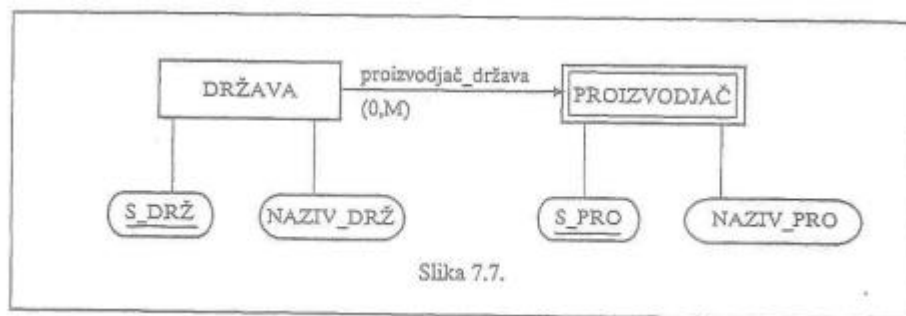 DRŽAVA
proizvodjač_država
(0,M)
PROIZVODJAČ
S_DRŽ
NAZIV_DRŽ
S_PRO
NAZIV_PRO
Slika 7.7.